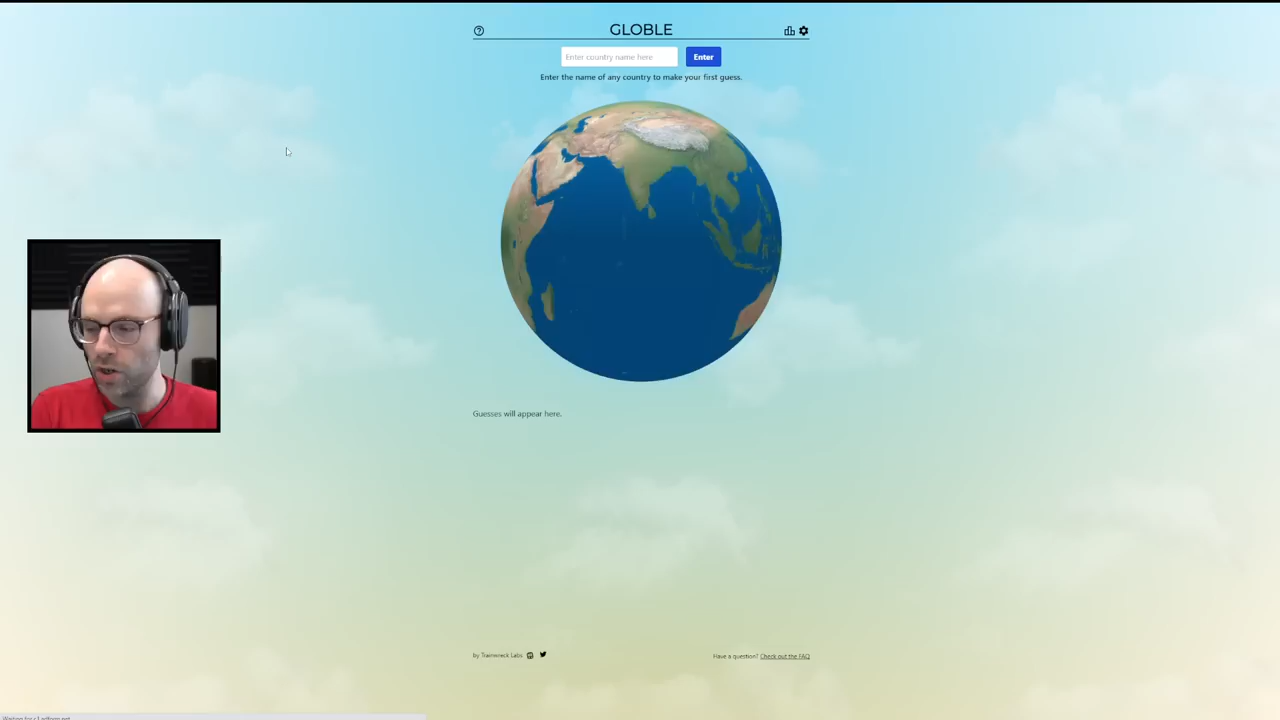 GLOBLE
Enter country name here
Enter
Enter the name of any country to make your first guess.
Guesses will appear here.
by Trainwreck Labs
Have a question? Check out the FAQ